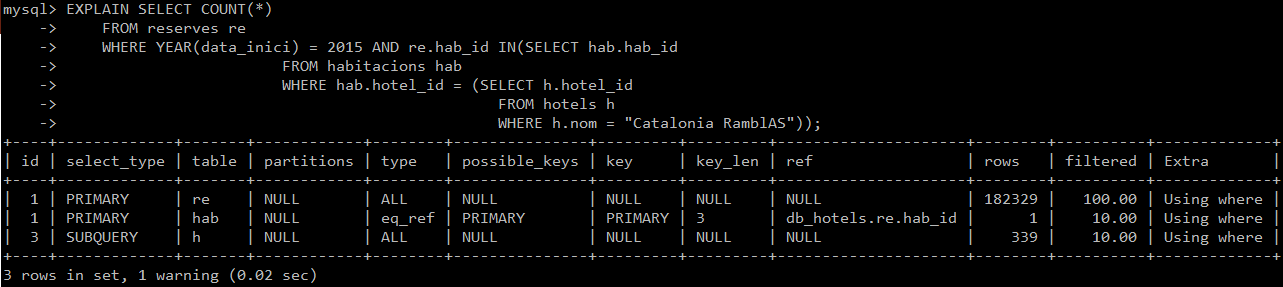 mysql> EXPLAIN SELECT COUNT(*)
    ->     FROM reserves re
    ->     WHERE YEAR(data_inici) = 2015 AND re.hab_id IN(SELECT hab.hab_id
    ->                           FROM habitacions hab
    ->                           WHERE hab.hotel_id = (SELECT h.hotel_id
    ->                                                 FROM hotels h
    ->                                                 WHERE h.nom = "Catalonia RamblAS"));
+----+-------------+-------+------------+--------+---------------+---------+---------+---------------------+--------+----------+-------------+
| id | select_type | table | partitions | type   | possible_keys | key     | key_len | ref                 | rows   | filtered | Extra       |
+----+-------------+-------+------------+--------+---------------+---------+---------+---------------------+--------+----------+-------------+
|  1 | PRIMARY     | re    | NULL       | ALL    | NULL          | NULL    | NULL    | NULL                | 182329 |   100.00 | Using where |
|  1 | PRIMARY     | hab   | NULL       | eq_ref | PRIMARY       | PRIMARY | 3       | db_hotels.re.hab_id |      1 |    10.00 | Using where |
|  3 | SUBQUERY    | h     | NULL       | ALL    | NULL          | NULL    | NULL    | NULL                |    339 |    10.00 | Using where |
+----+-------------+-------+------------+--------+---------------+---------+---------+---------------------+--------+----------+-------------+
3 rows in set, 1 warning (0.02 sec)